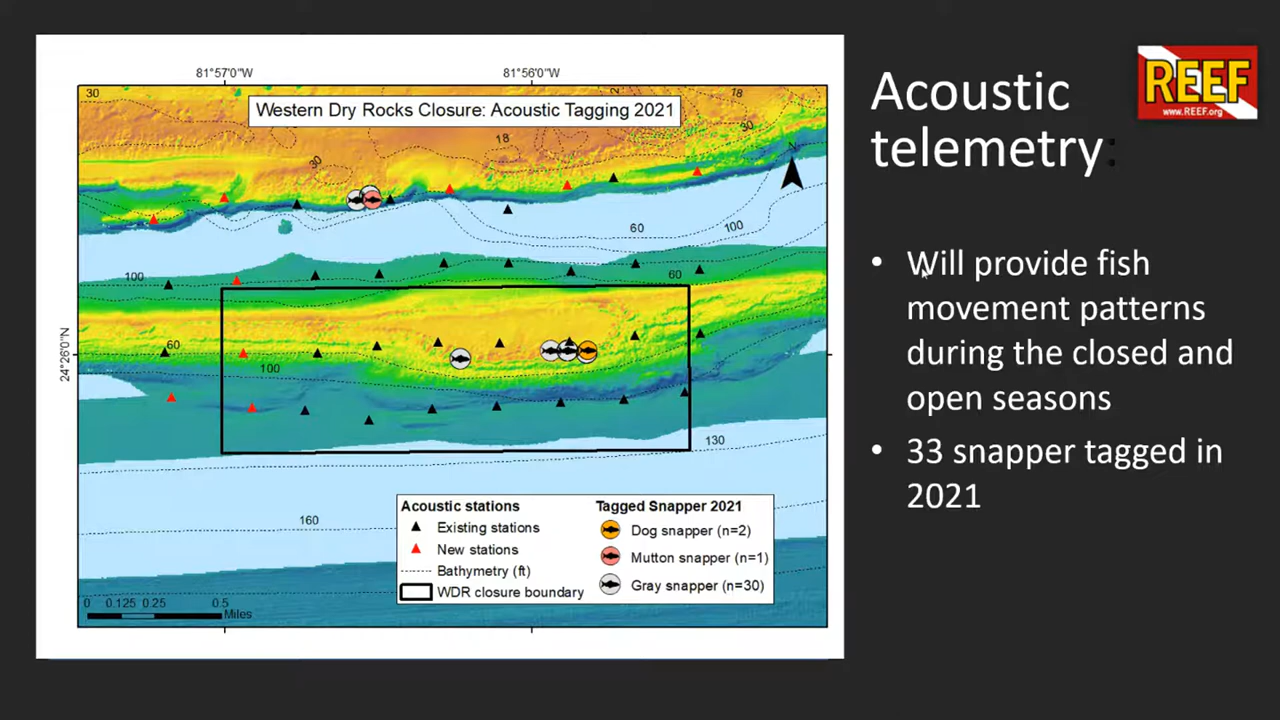 81°57'0"W
81°56'0"W
30
18
Western Dry Rocks Closure: Acoustic Tagging 2021
30
18
30
N
60
100
100
60
24°26'0"N
60
100
130
160
Acoustic stations
Existing stations
New stations
Bathymetry (ft)
WDR closure boundary
Tagged Snapper 2021
Dog snapper (n=2)
Mutton snapper (n=1)
Gray snapper (n=30)
0 0.125 0.25 0.5
Miles
Acoustic
telemetry:
REEF
www.REEF.org
• Will provide fish
movement patterns
during the closed and
open seasons
• 33 snapper tagged in
2021